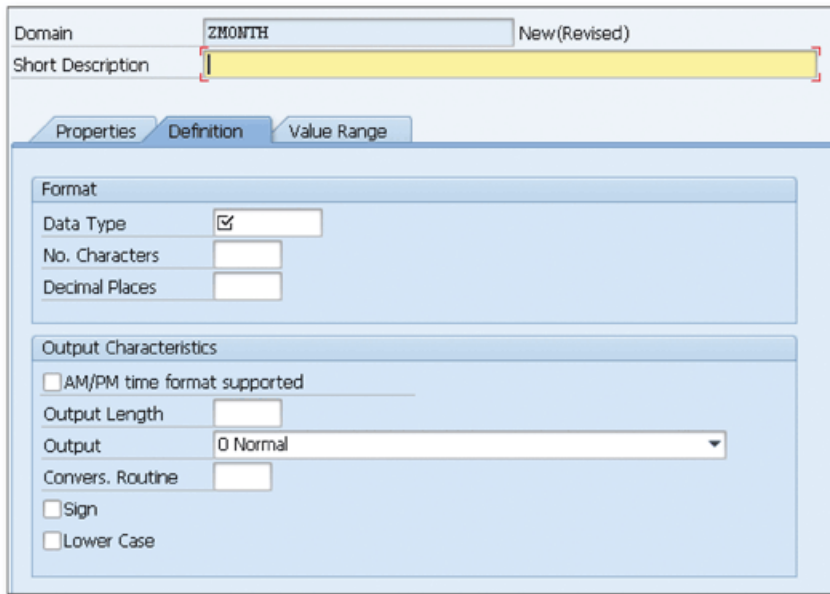 Domain ZMONTH New(Revised)
Short Description
Properties Definition Value Range
Format
Data Type
No. Characters
Decimal Places
Output Characteristics
AM/PM time format supported
Output Length
Output 0 Normal
Convers. Routine
Sign
Lower Case